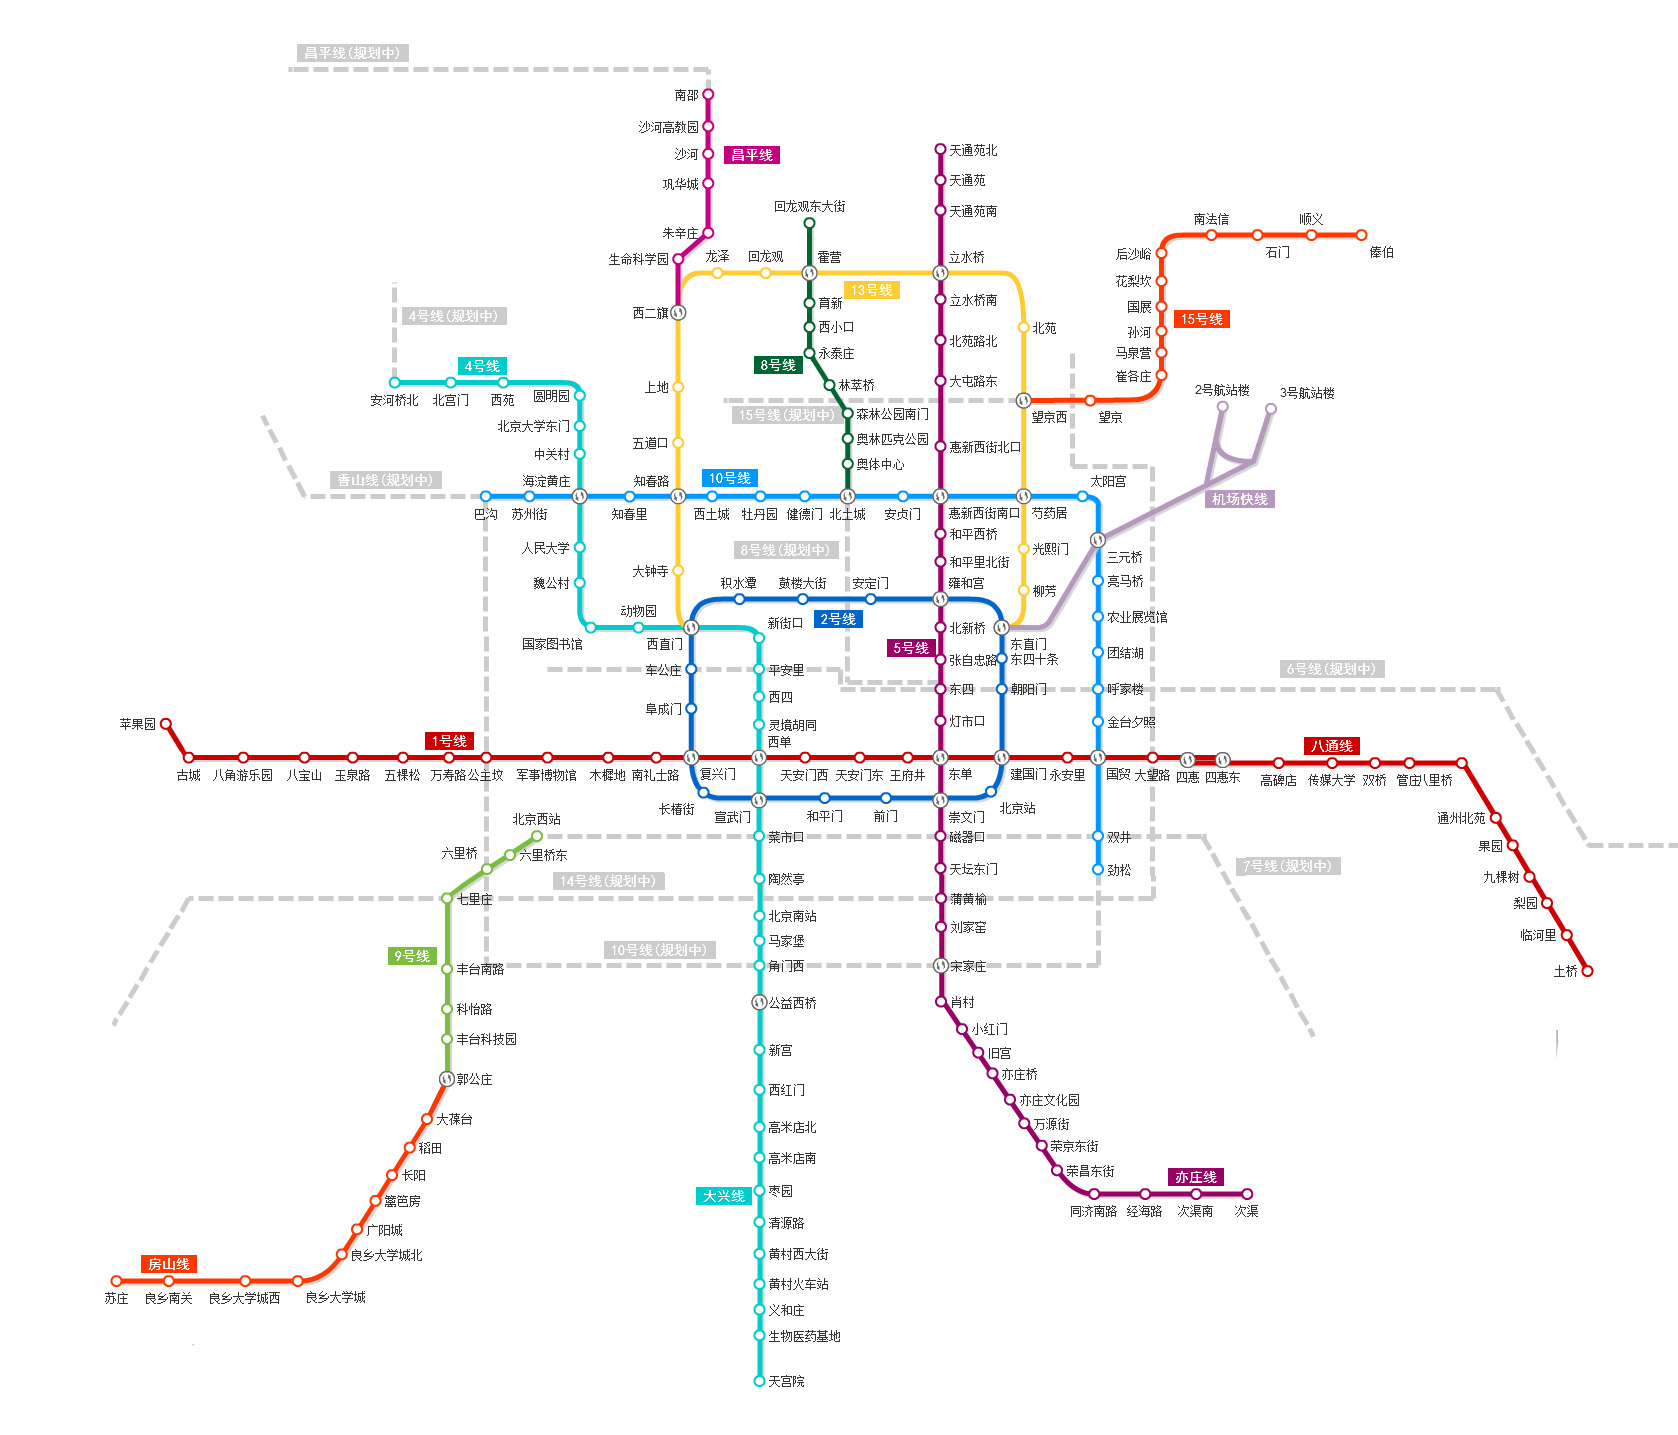 昌平线(规划中)
南邵
沙河高教园
沙河
昌平线
巩华城
朱辛庄
生命科学园
西二旗
天通苑北
天通苑
天通苑南
立水桥
立水桥南
北苑路北
大屯路东
惠新西街北口
惠新西街南口
和平西桥
和平里北街
雍和宫
北新桥
5号线
张自忠路
东四
灯市口
东单
崇文门
磁器口
天坛东门
蒲黄榆
刘家窑
宋家庄
回龙观东大街
霍营
育新
西小口
永泰庄
8号线
林萃桥
森林公园南门
奥林匹克公园
奥体中心
北土城
龙泽
回龙观
13号线
北苑
望京西
芍药居
光熙门
柳芳
东直门
上地
五道口
知春路
大钟寺
西直门
南法信
顺义
石门
俸伯
后沙峪
花梨坎
国展
15号线
孙河
马泉营
崔各庄
望京
15号线(规划中)
2号航站楼
3号航站楼
机场快线
4号线(规划中)
4号线
安河桥北
北宫门
西苑
圆明园
北京大学东门
中关村
海淀黄庄
人民大学
魏公村
国家图书馆
动物园
新街口
平安里
西四
灵境胡同
西单
香山线(规划中)
10号线
巴沟
苏州街
知春里
西土城
牡丹园
健德门
安贞门
太阳宫
三元桥
亮马桥
农业展览馆
团结湖
呼家楼
金台夕照
国贸
双井
劲松
8号线(规划中)
积水潭
鼓楼大街
安定门
2号线
东四十条
朝阳门
建国门
北京站
前门
和平门
宣武门
长椿街
复兴门
阜成门
车公庄
6号线(规划中)
苹果园
古城
八角游乐园
八宝山
玉泉路
五棵松
1号线
万寿路
公主坟
军事博物馆
木樨地
南礼士路
天安门西
天安门东
王府井
永安里
大望路
四惠
四惠东
八通线
高碑店
传媒大学
双桥
管庄
八里桥
通州北苑
果园
九棵树
梨园
临河里
土桥
7号线(规划中)
北京西站
六里桥东
六里桥
七里庄
14号线(规划中)
9号线
丰台南路
科怡路
丰台科技园
郭公庄
10号线(规划中)
菜市口
陶然亭
北京南站
马家堡
角门西
公益西桥
新宫
西红门
高米店北
高米店南
大兴线
枣园
清源路
黄村西大街
黄村火车站
义和庄
生物医药基地
天宫院
肖村
小红门
旧宫
亦庄桥
亦庄文化园
万源街
荣京东街
荣昌东街
亦庄线
同济南路
经海路
次渠南
次渠
大葆台
稻田
长阳
篱笆房
广阳城
良乡大学城北
房山线
苏庄
良乡南关
良乡大学城西
良乡大学城